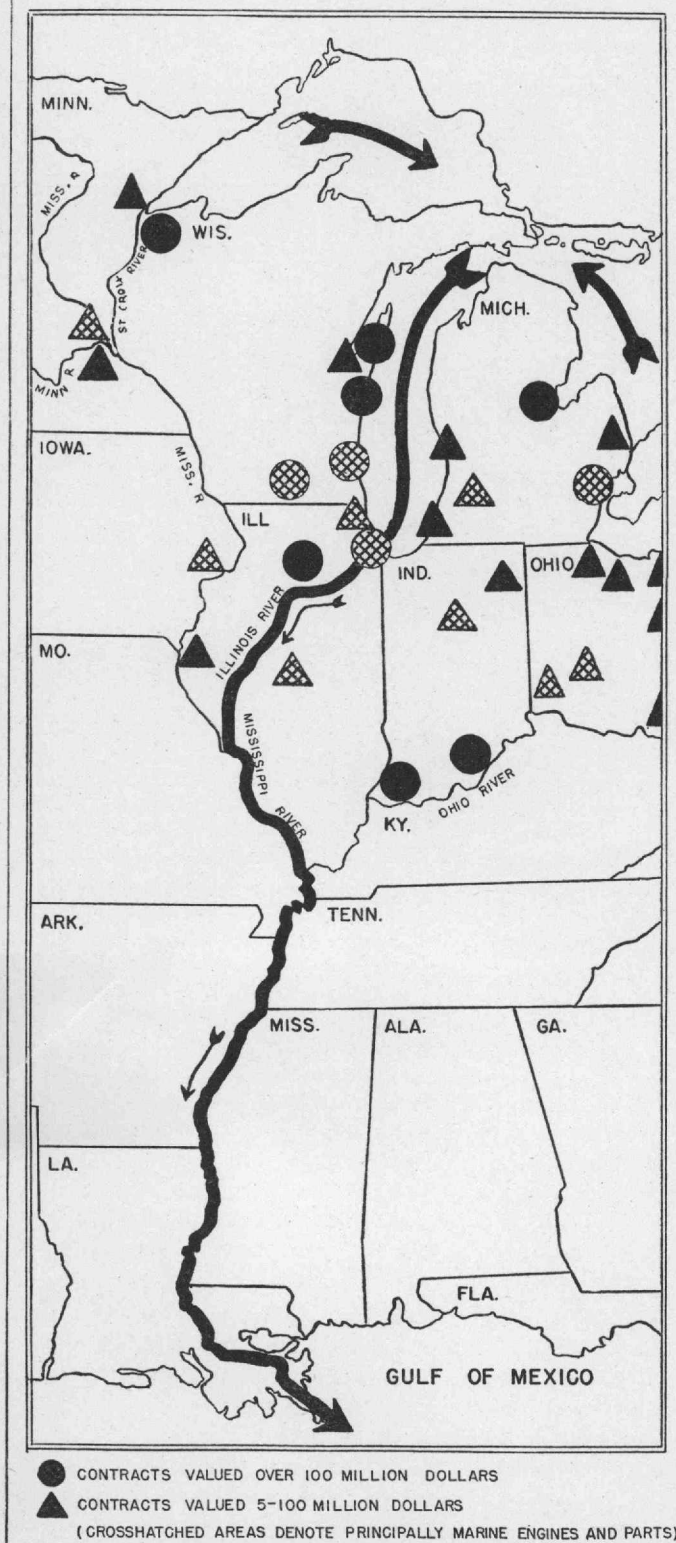 MINN.
MISS. R
WIS.
ST CROIX RIVER
MICH.
MINN R
IOWA.
MISS. R
ILL
IND.
OHIO
ILLINOIS RIVER
MO.
MISSISSIPPI
RIVER
OHIO RIVER
KY.
ARK.
TENN.
MISS.
ALA.
GA.
LA.
FLA.
GULF OF MEXICO
CONTRACTS VALUED OVER 100 MILLION DOLLARS
CONTRACTS VALUED 5-100 MILLION DOLLARS
(CROSSHATCHED AREAS DENOTE PRINCIPALLY MARINE ENGINES AND PARTS)